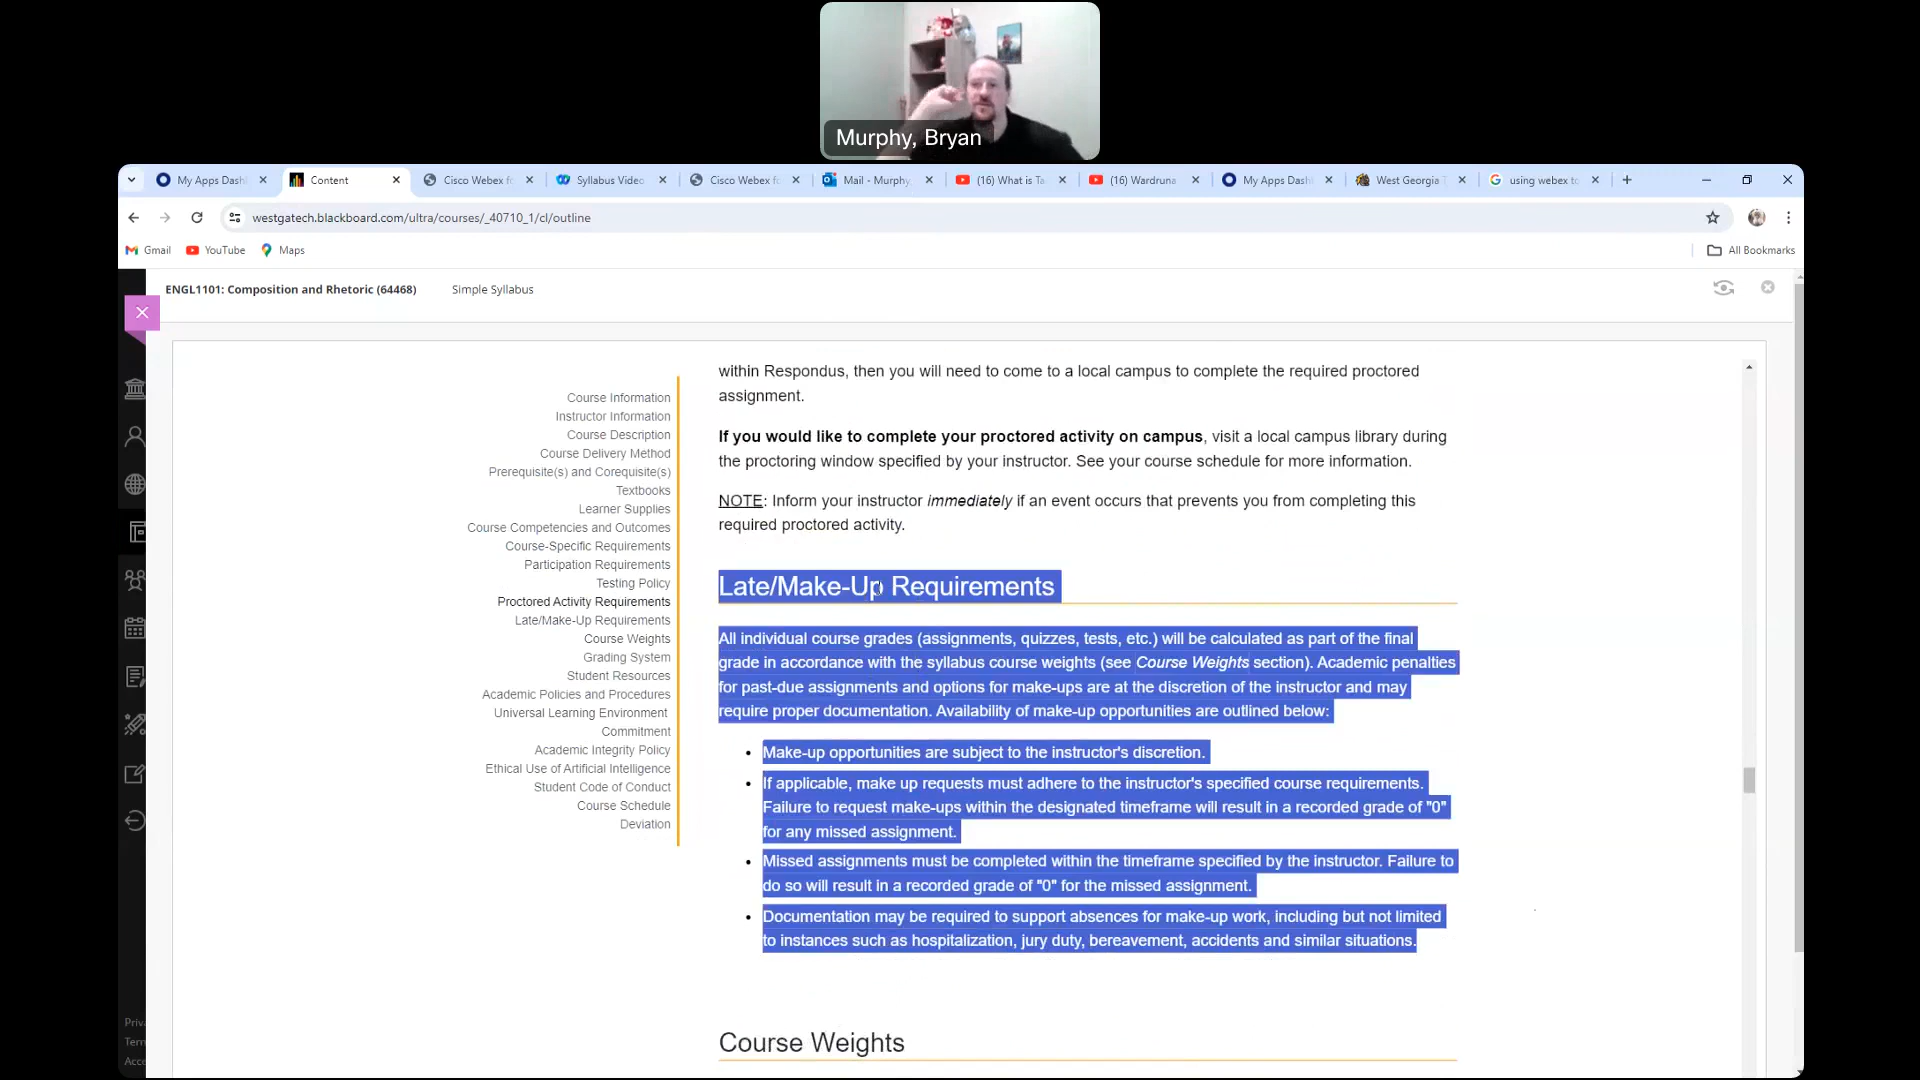 Murphy, Bryan
My Apps Dash
Content
Cisco Webex fo
Syllabus Video
Cisco Webex fo
Mail - Murphy,
(16) What is Ta
(16) Wardruna
My Apps Dash
West Georgia T
using webex to
westgatech.blackboard.com/ultra/courses/_40710_1/cl/outline
Gmail
YouTube
Maps
All Bookmarks
ENGL1101: Composition and Rhetoric (64468)
Simple Syllabus
Course Information
Instructor Information
Course Description
Course Delivery Method
Prerequisite(s) and Corequisite(s)
Textbooks
Learner Supplies
Course Competencies and Outcomes
Course-Specific Requirements
Participation Requirements
Testing Policy
Proctored Activity Requirements
Late/Make-Up Requirements
Course Weights
Grading System
Student Resources
Academic Policies and Procedures
Universal Learning Environment
Commitment
Academic Integrity Policy
Ethical Use of Artificial Intelligence
Student Code of Conduct
Course Schedule
Deviation
within Respondus, then you will need to come to a local campus to complete the required proctored
assignment.
If you would like to complete your proctored activity on campus, visit a local campus library during
the proctoring window specified by your instructor. See your course schedule for more information.
NOTE: Inform your instructor immediately if an event occurs that prevents you from completing this
required proctored activity.
Late/Make-Up Requirements
All individual course grades (assignments, quizzes, tests, etc.) will be calculated as part of the final
grade in accordance with the syllabus course weights (see Course Weights section). Academic penalties
for past-due assignments and options for make-ups are at the discretion of the instructor and may
require proper documentation. Availability of make-up opportunities are outlined below:
• Make-up opportunities are subject to the instructor's discretion.
• If applicable, make up requests must adhere to the instructor's specified course requirements.
Failure to request make-ups within the designated timeframe will result in a recorded grade of "0"
for any missed assignment.
• Missed assignments must be completed within the timeframe specified by the instructor. Failure to
do so will result in a recorded grade of "0" for the missed assignment.
• Documentation may be required to support absences for make-up work, including but not limited
to instances such as hospitalization, jury duty, bereavement, accidents and similar situations.
Course Weights
Priv
Tern
Acce